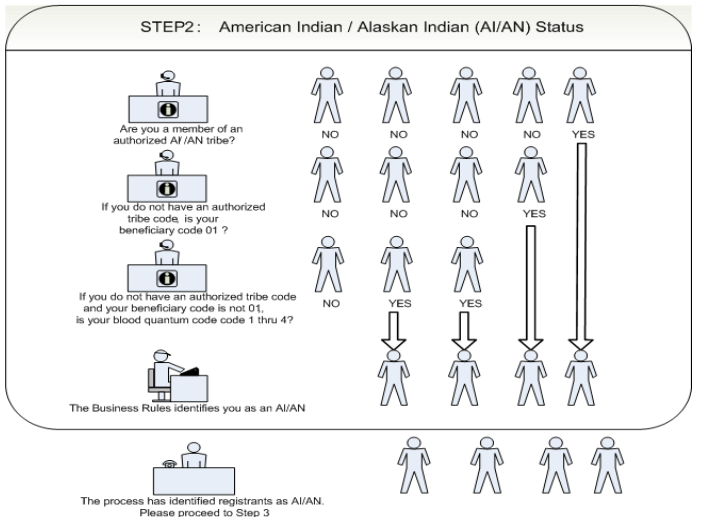 STEP2: American Indian / Alaskan Indian (AI/AN) Status
Are you a member of an
authorized AI/AN tribe?
NO NO NO NO YES
If you do not have an authorized
tribe code, is your
beneficiary code 01 ?
NO NO NO YES
If you do not have an authorized tribe code
and your beneficiary code is not 01,
is your blood quantum code code 1 thru 4?
NO YES YES
The Business Rules identifies you as an AI/AN
The process has identified registrants as AI/AN.
Please proceed to Step 3